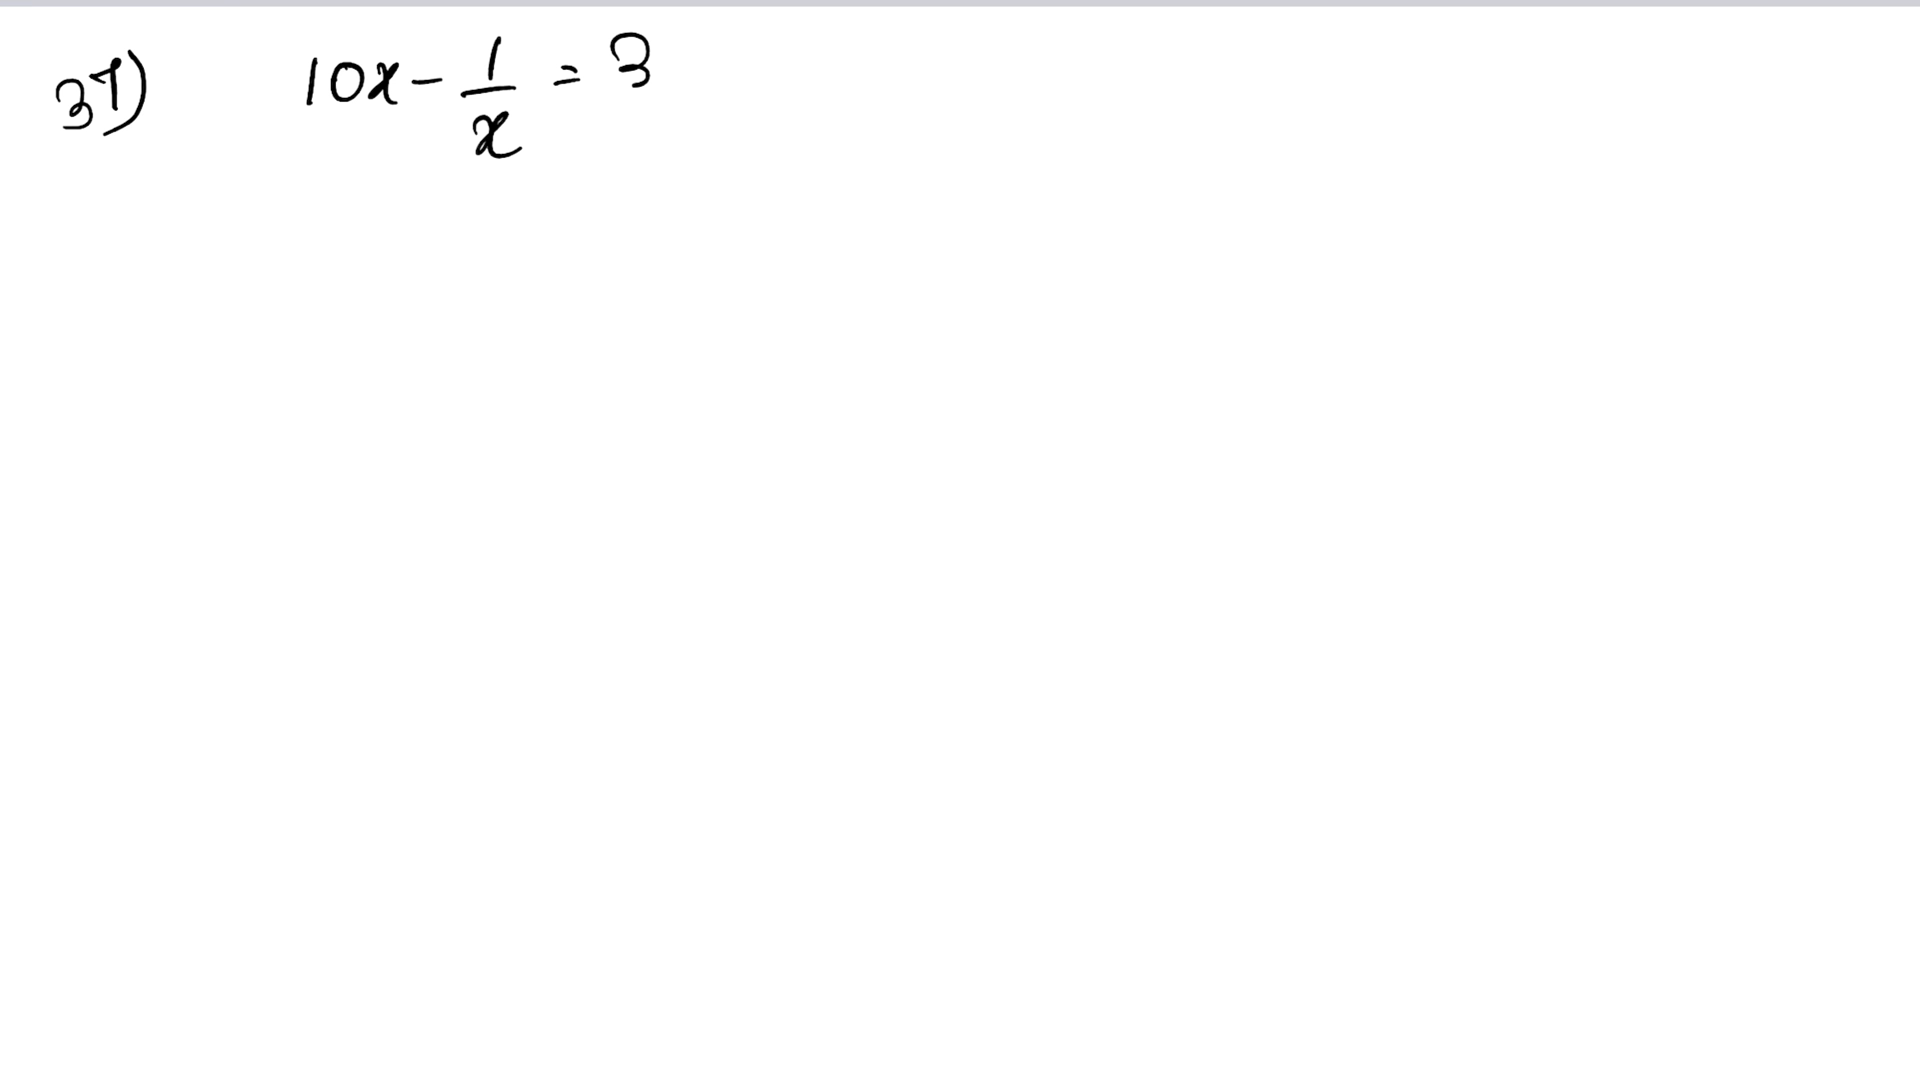 37) 10x - 1/x = 3